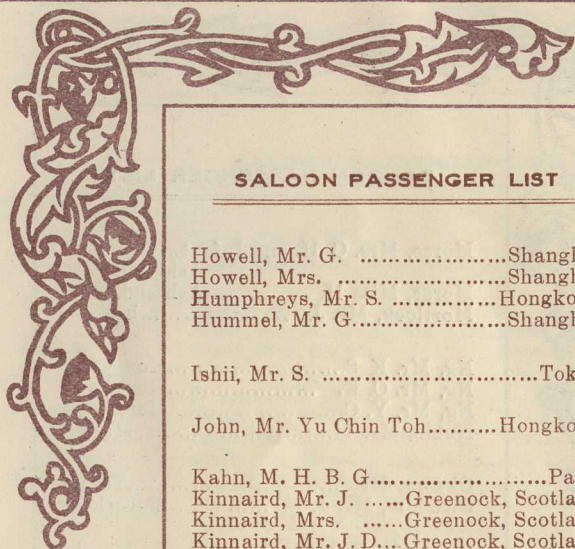 SALOON PASSENGER LIST
Howell, Mr. G. ......................Shangh
Howell, Mrs. ........................Shangh
Humphreys, Mr. S. ...............Hongko
Hummel, Mr. G.....................Shangh
Ishii, Mr. S. ..............................Tok
John, Mr. Yu Chin Toh..........Hongko
Kahn, M. H. B. G.........................Pa
Kinnaird, Mr. J. ......Greenock, Scotla
Kinnaird, Mrs. ......Greenock, Scotla
Kinnaird, Mr. J. D...Greenock, Scotla